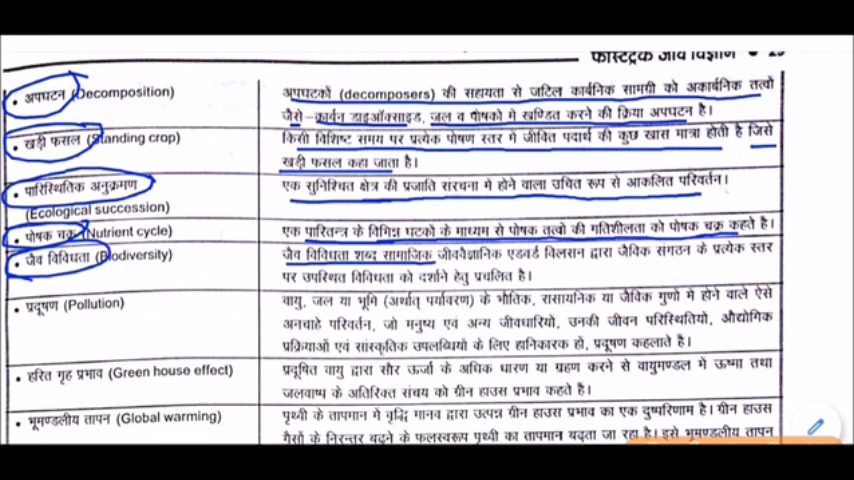 फास्टट्रैक जीव विज्ञान • 25
• अपघटन (Decomposition)
अपघटकों (decomposers) की सहायता से जटिल कार्बनिक सामग्री को अकार्बनिक तत्वों
जैसे—कार्बन डाइऑक्साइड, जल व पोषकों मे खण्डित करने की क्रिया अपघटन है।
• खड़ी फसल (Standing crop)
किसी विशिष्ट समय पर प्रत्येक पोषण स्तर मे जीवित पदार्थ की कुछ खास मात्रा होती है जिसे
खड़ी फसल कहा जाता है।
• पारिस्थितिक अनुक्रमण
(Ecological succession)
एक सुनिश्चित क्षेत्र की प्रजाति संरचना मे होने वाला उचित रूप से आकलित परिवर्तन।
• पोषक चक्र (Nutrient cycle)
एक पारितन्त्र के विभिन्न घटको के माध्यम से पोषक तत्वो की गतिशीलता को पोषक चक्र कहते है।
• जैव विविधता (Biodiversity)
जैव विविधता शब्द सामाजिक जीववैज्ञानिक एडवर्ड विलसन द्वारा जैविक संगठन के प्रत्येक स्तर
पर उपस्थित विविधता को दर्शाने हेतु प्रचलित है।
• प्रदूषण (Pollution)
वायु, जल या भूमि (अर्थात् पर्यावरण) के भौतिक, रासायनिक या जैविक गुणो में होने वाले ऐसे
अनचाहे परिवर्तन, जो मनुष्य एवं अन्य जीवधारियो, उनकी जीवन परिस्थितियो, औद्योगिक
प्रक्रियाओं एवं सांस्कृतिक उपलब्धियो के लिए हानिकारक हो, प्रदूषण कहलाते है।
• हरित गृह प्रभाव (Green house effect)
प्रदूषित वायु द्वारा सौर ऊर्जा के अधिक धारण या ग्रहण करने से वायुमण्डल में ऊष्मा तथा
जलवाष्प के अतिरिक्त संचय को ग्रीन हाउस प्रभाव कहते है।
• भूमण्डलीय तापन (Global warming)
पृथ्वी के तापमान में वृद्धि मानव द्वारा उत्पन्न ग्रीन हाउस प्रभाव का एक दुष्परिणाम है। ग्रीन हाउस
गैसों के निरन्तर बढ़ने के फलस्वरूप पृथ्वी का तापमान बढ़ता जा रहा है। इसे भूमण्डलीय तापन